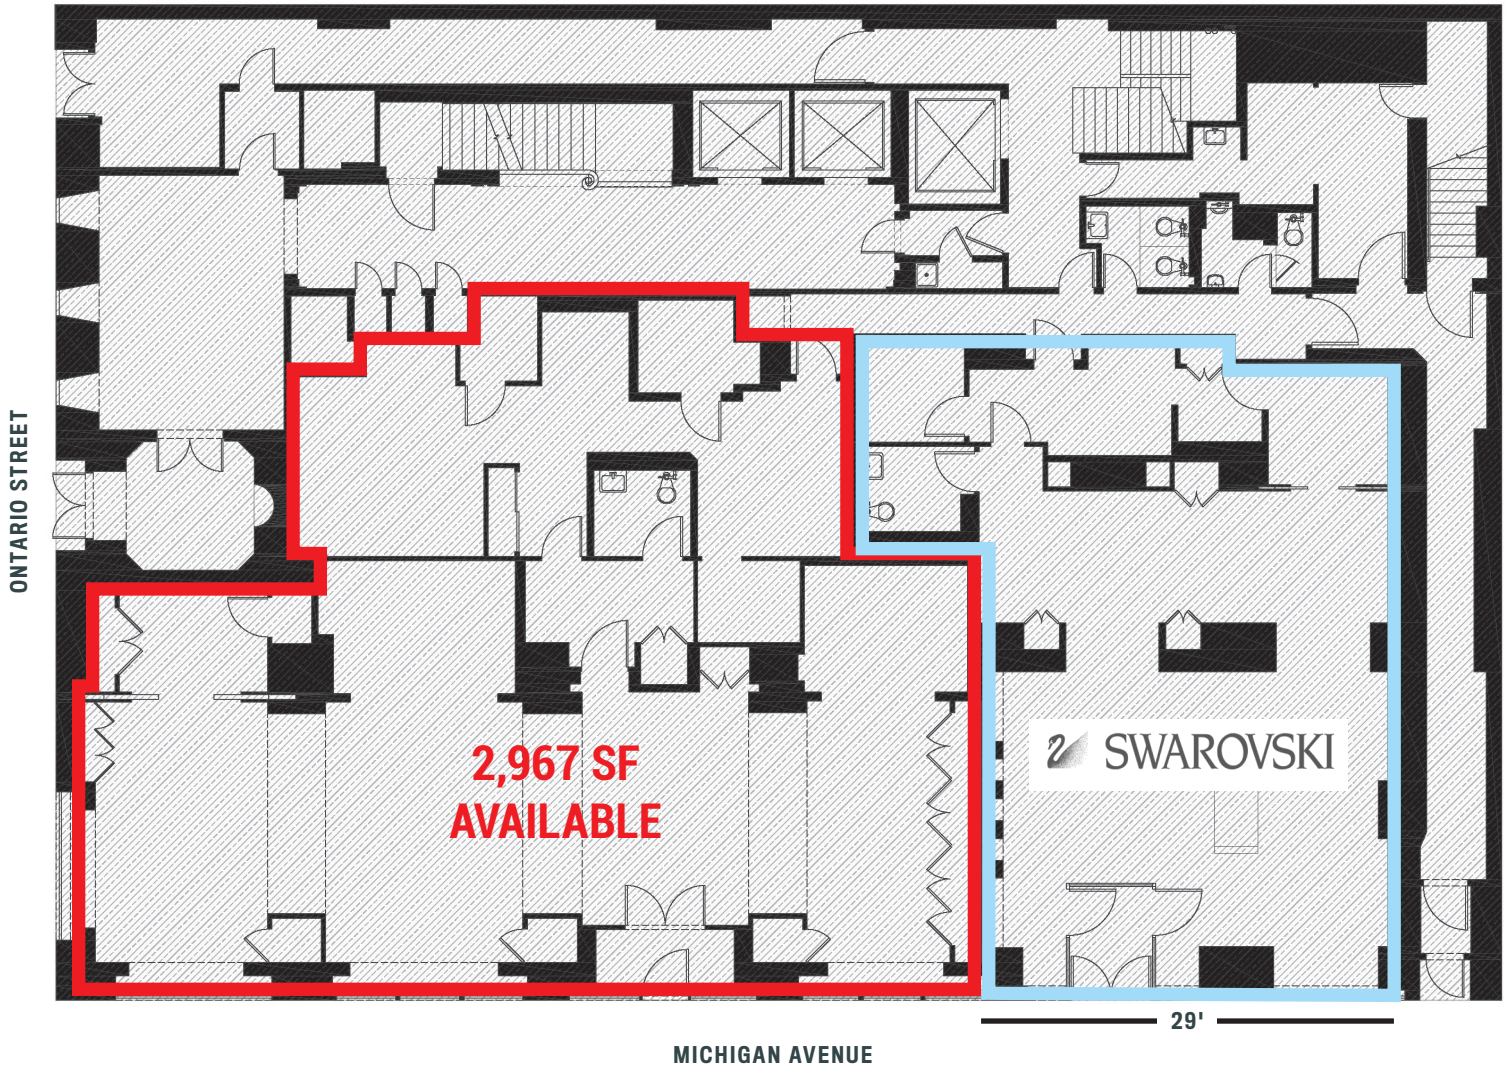 ONTARIO STREET
2,967 SF
AVAILABLE
SWAROVSKI
29'
MICHIGAN AVENUE